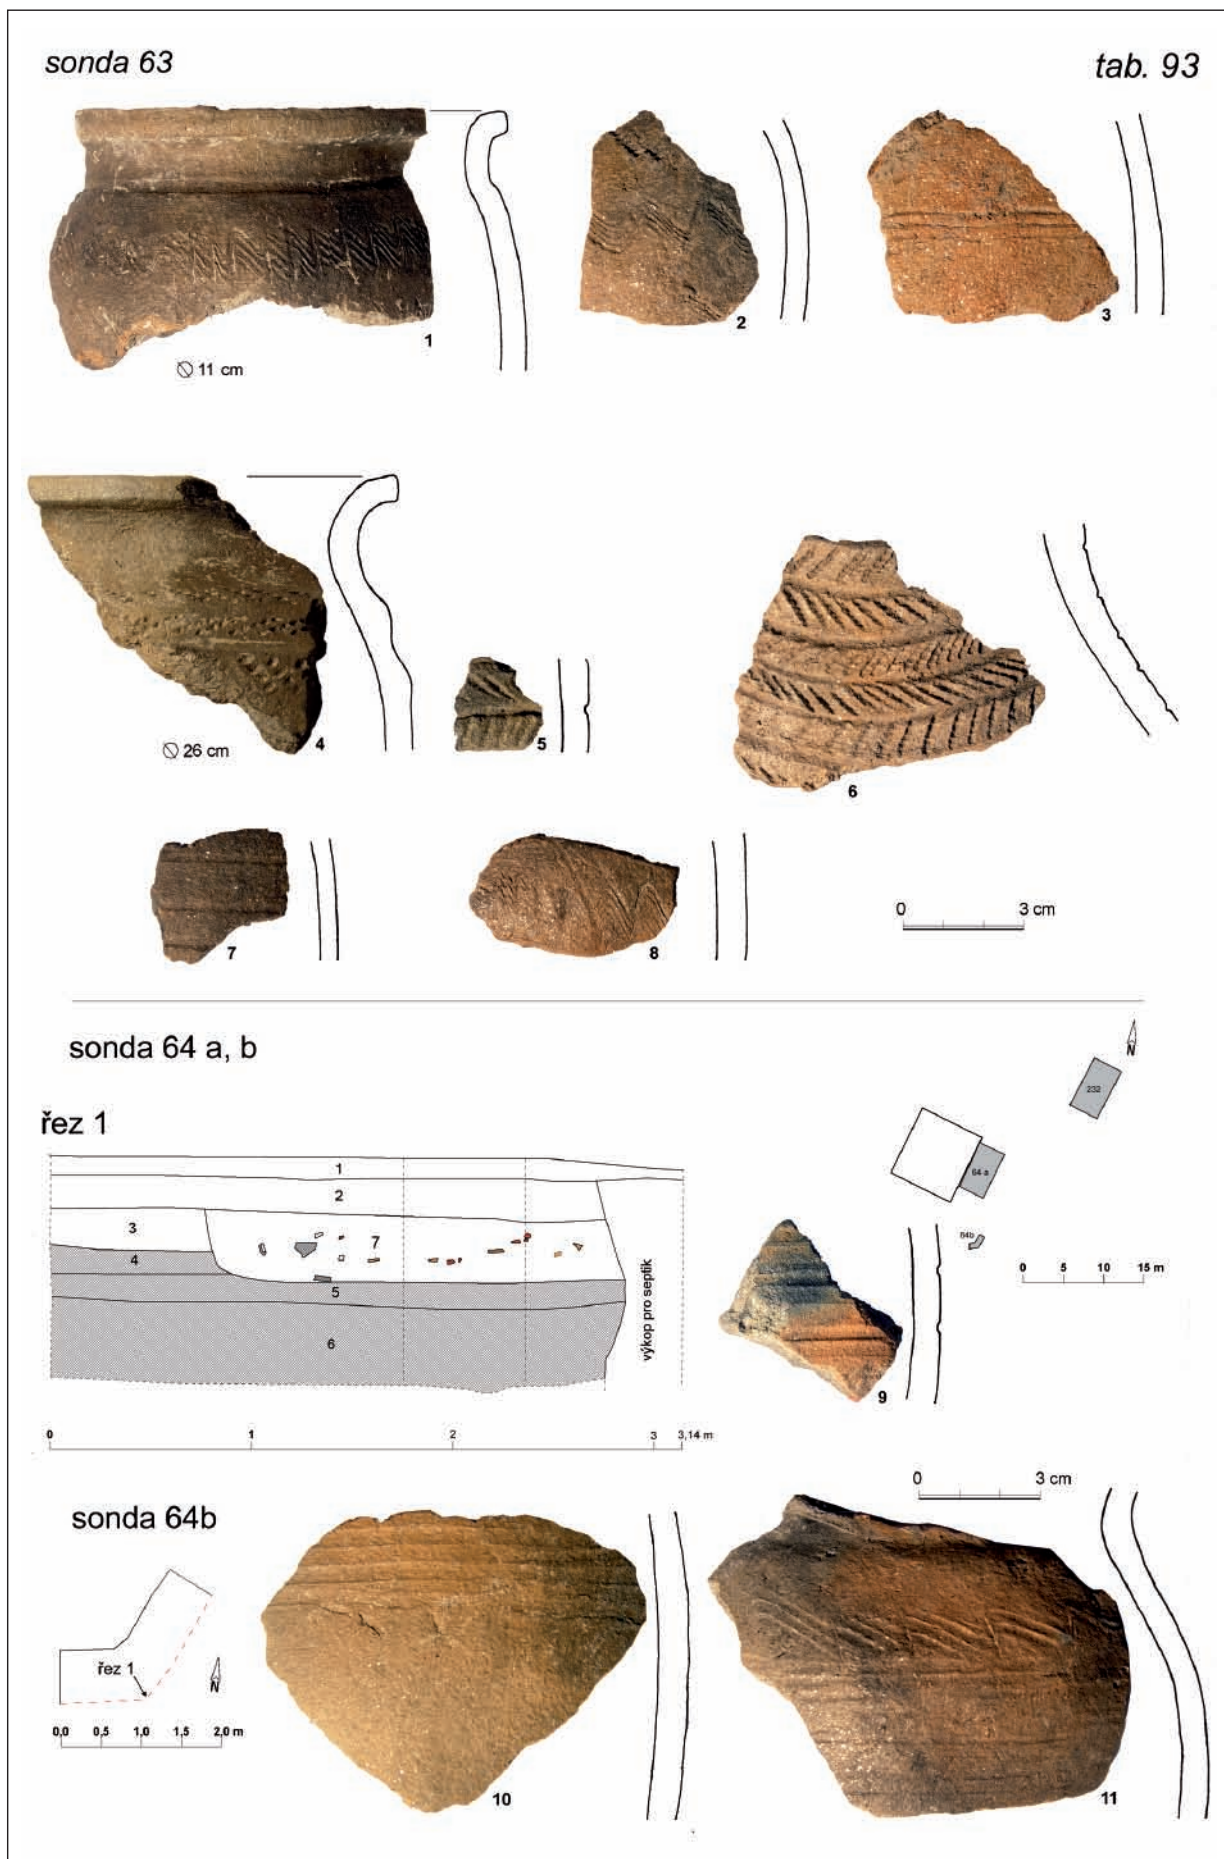 sonda 63
tab. 93
1
2
3
∅ 11 cm
4
5
6
∅ 26 cm
7
8
0 3 cm
sonda 64 a, b
N
232
64 a
64b
0 5 10 15 m
řez 1
1
2
3
4
5
6
7
výkop pro septik
0 1 2 3 3,14 m
9
0 3 cm
sonda 64b
řez 1
N
0,0 0,5 1,0 1,5 2,0 m
10
11